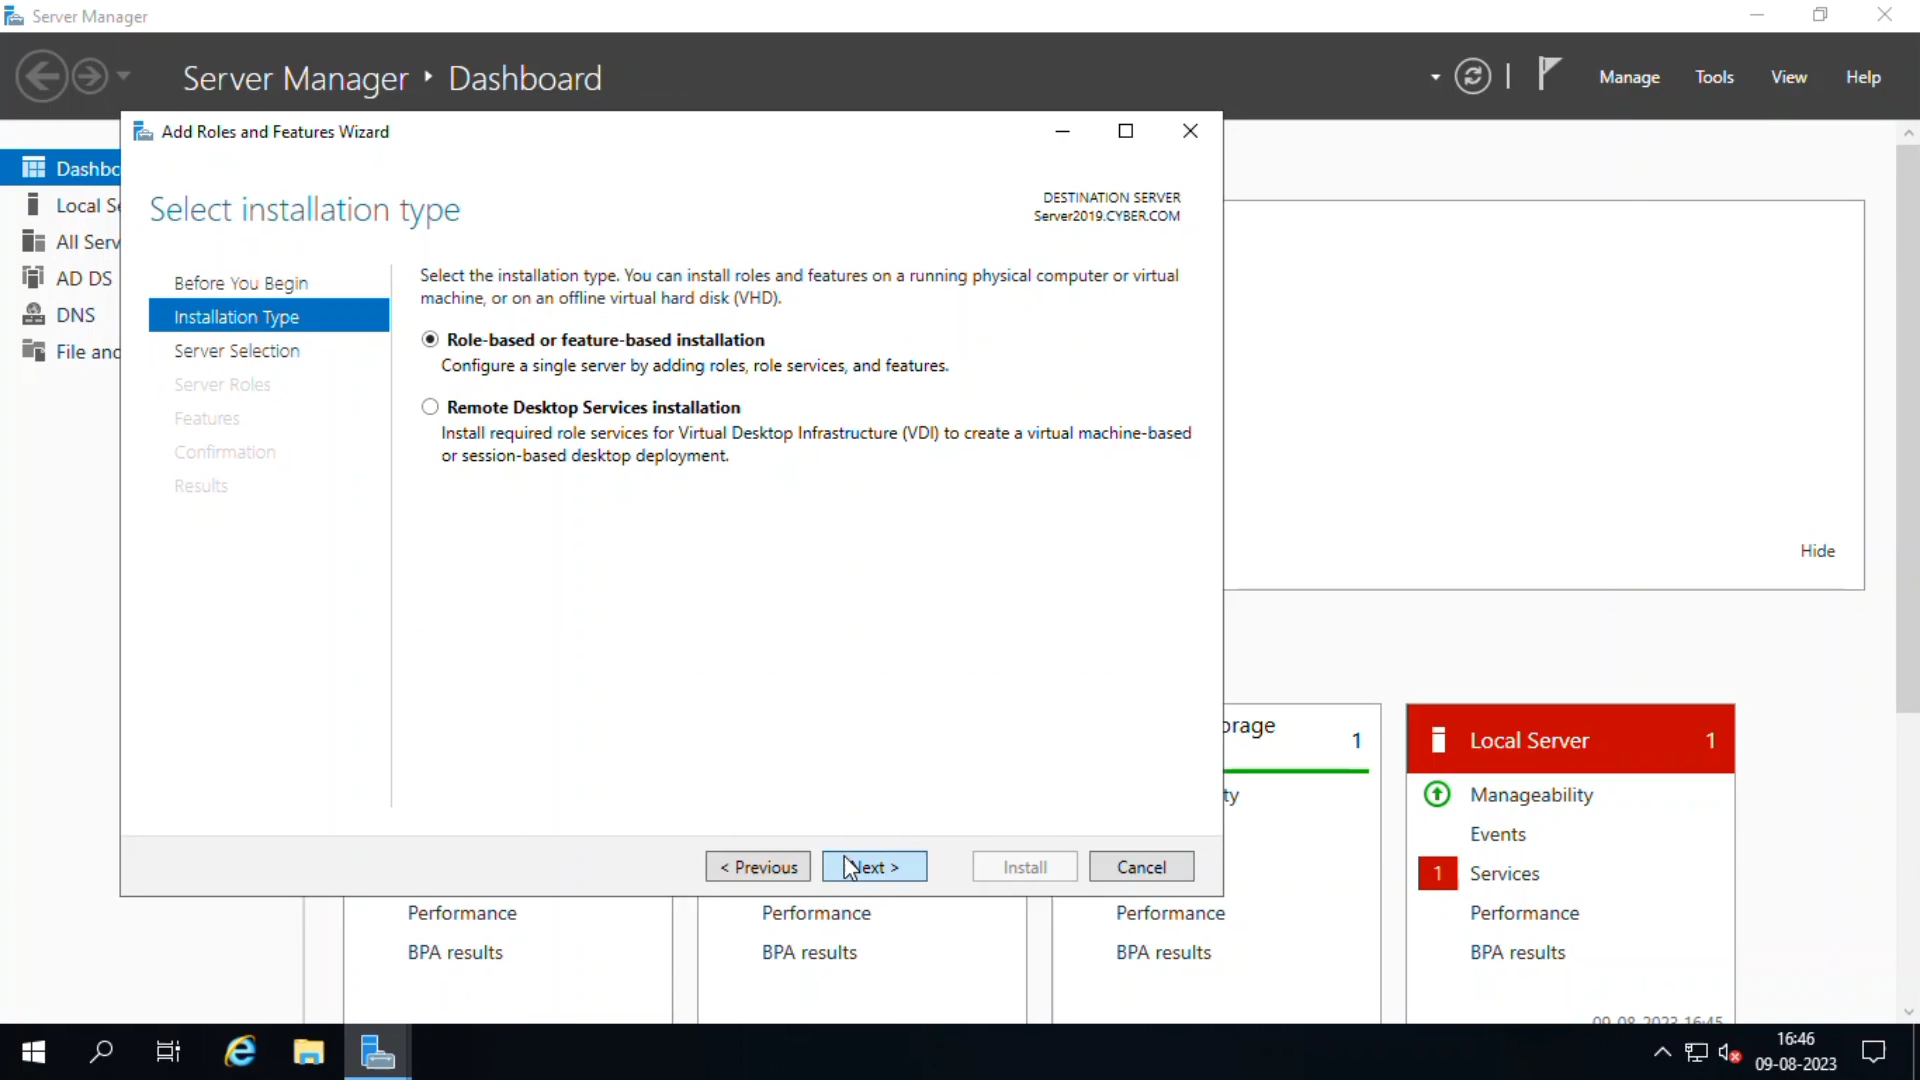 Server Manager
Server Manager
Dashboard
Manage
Tools
View
Help
Add Roles and Features Wizard
Local
All
AD DS
DNS
File
Select installation type
DESTINATION SERVER
Server2019.CYBER.COM
Before You Begin
Installation Type
Server Selection
Server Roles
Features
Confirmation
Results
Select the installation type. You can install roles and features on a running physical computer or virtual
machine, or on an offline virtual hard disk (VHD).
Role-based or feature-based installation
Configure a single server by adding roles, role services, and features.
Remote Desktop Services installation
Install required role services for Virtual Desktop Infrastructure (VDI) to create a virtual machine-based
or session-based desktop deployment.
< Previous
Next >
Install
Cancel
Hide
1
Local Server 1
Manageability
Events
1 Services
Performance
BPA results
Performance
BPA results
Performance
BPA results
Performance
BPA results
16:46
09-08-2023